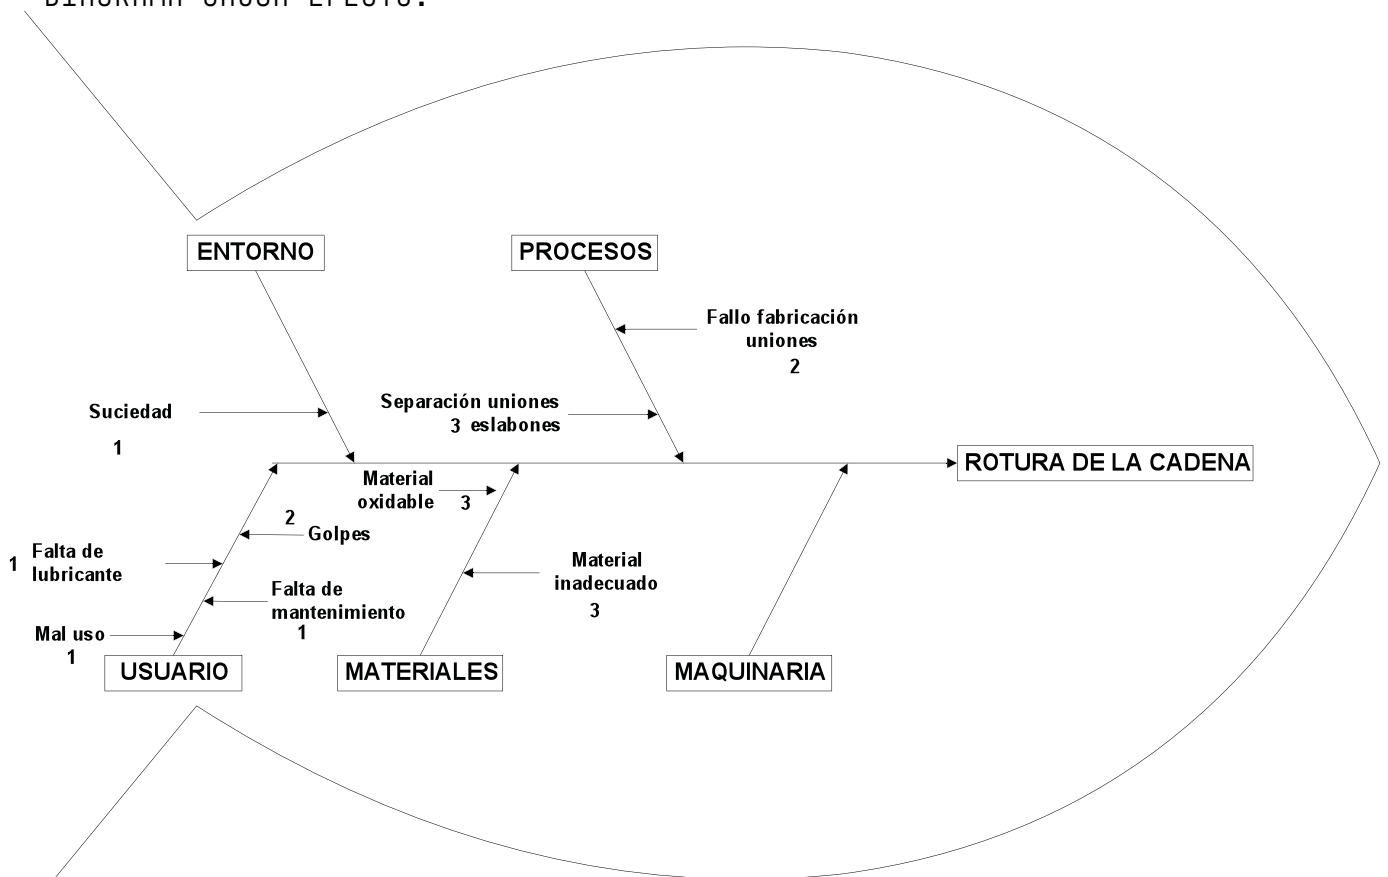 DIAGRAMA CAUSA EFECTO.
ENTORNO
PROCESOS
Fallo fabricación
uniones
2
Separación uniones
3 eslabones
Suciedad
1
ROTURA DE LA CADENA
Material
oxidable
3
2
Golpes
1
Falta de
lubricante
Material
inadecuado
3
Falta de
mantenimiento
1
Mal uso
1
USUARIO
MATERIALES
MAQUINARIA